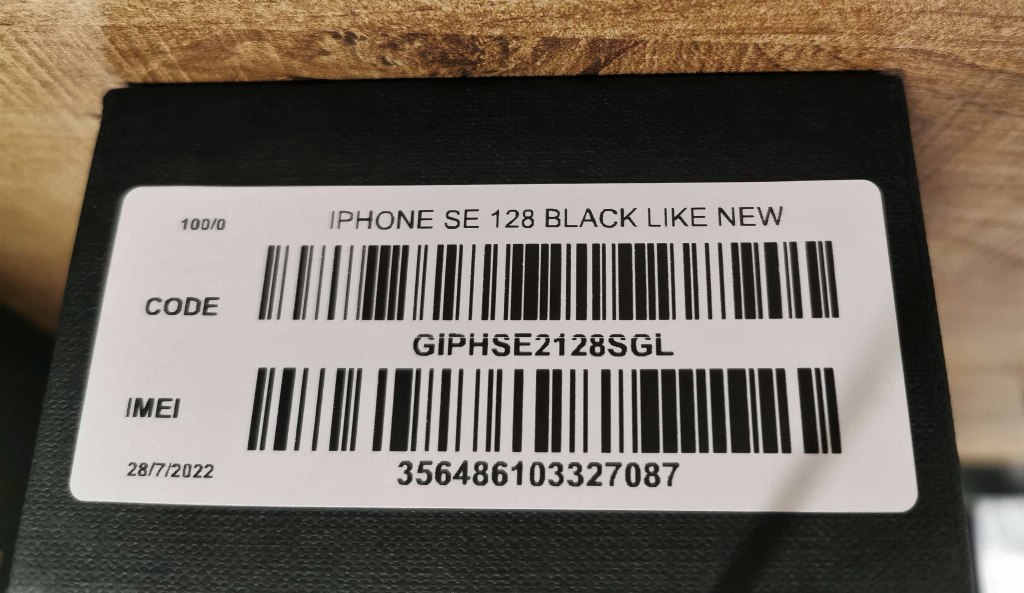 100/0 IPHONE SE 128 BLACK LIKE NEW
CODE
GIPHSE2128SGL
IMEI
28/7/2022 356486103327087